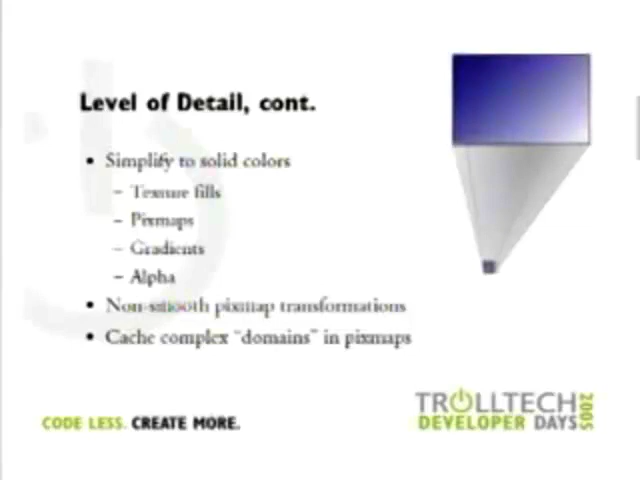 Level of Detail, cont.
• Simplify to solid colors
– Texture fills
– Pixmaps
– Gradients
– Alpha
• Non-smooth pixmap transformations
• Cache complex "domains" in pixmaps
CODE LESS. CREATE MORE.
TROLLTECH
DEVELOPER DAYS 2005